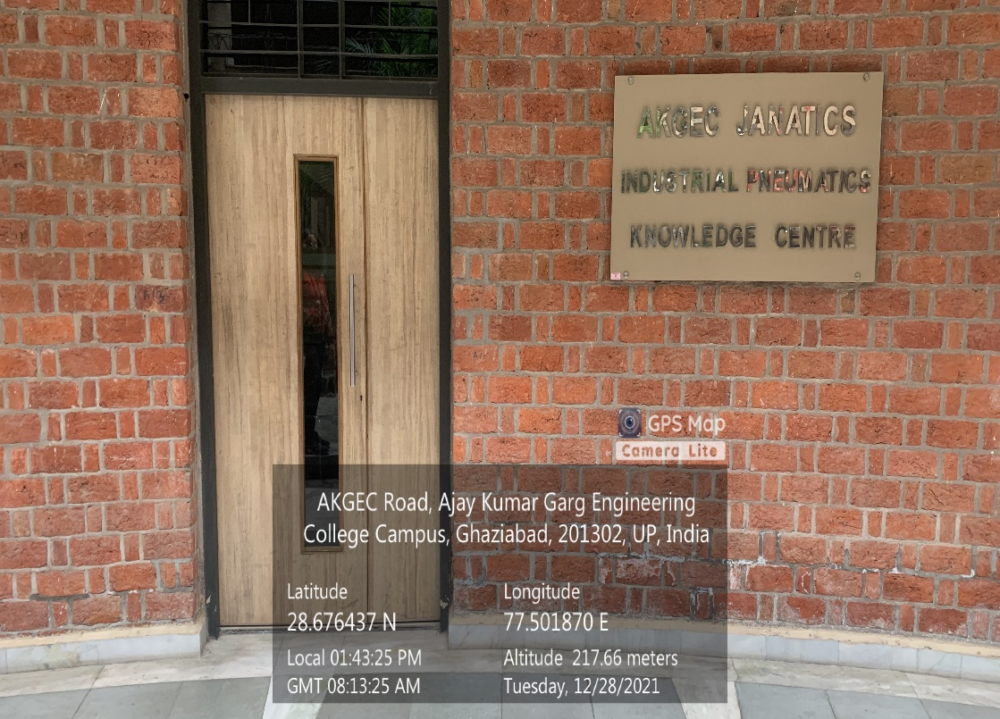 AKGEC JANATICS
INDUSTRIAL PNEUMATICS
KNOWLEDGE CENTRE
GPS Map
Camera Lite
AKGEC Road, Ajay Kumar Garg Engineering
College Campus, Ghaziabad, 201302, UP, India
Latitude Longitude
28.676437 N 77.501870 E
Local 01:43:25 PM Altitude 217.66 meters
GMT 08:13:25 AM Tuesday, 12/28/2021